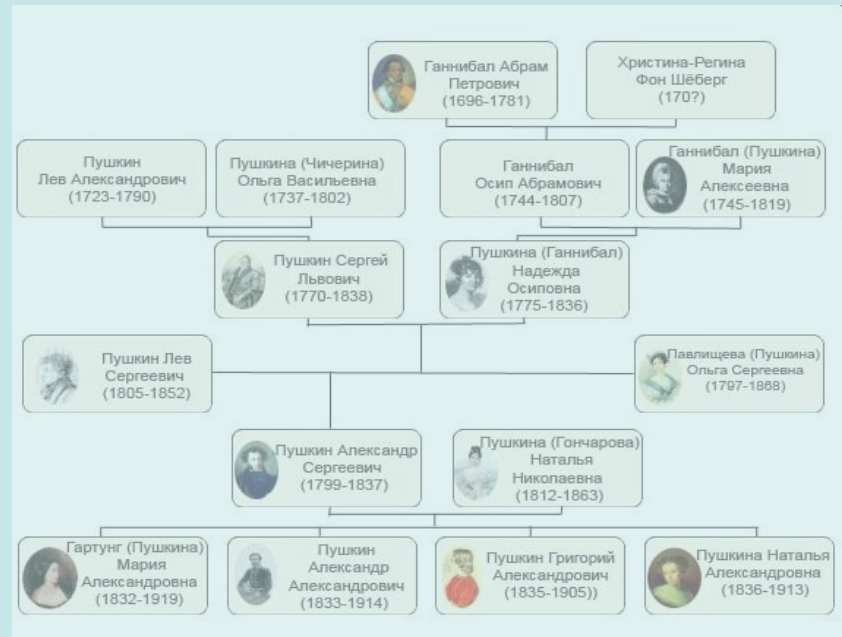 Ганнибал Абрам
Петрович
(1696-1781)
Христина-Регина
Фон Шёберг
(170?)
Пушкин
Лев Александрович
(1723-1790)
Пушкина (Чичерина)
Ольга Васильевна
(1737-1802)
Ганнибал
Осип Абрамович
(1744-1807)
Ганнибал (Пушкина)
Мария
Алексеевна
(1745-1819)
Пушкин Сергей
Львович
(1770-1838)
Пушкина (Ганнибал)
Надежда
Осиповна
(1775-1836)
Пушкин Лев
Сергеевич
(1805-1852)
Павлищева (Пушкина)
Ольга Сергеевна
(1797-1868)
Пушкин Александр
Сергеевич
(1799-1837)
Пушкина (Гончарова)
Наталья
Николаевна
(1812-1863)
Гартунг (Пушкина)
Мария
Александровна
(1832-1919)
Пушкин
Александр
Александрович
(1833-1914)
Пушкин Григорий
Александрович
(1835-1905))
Пушкина Наталья
Александровна
(1836-1913)